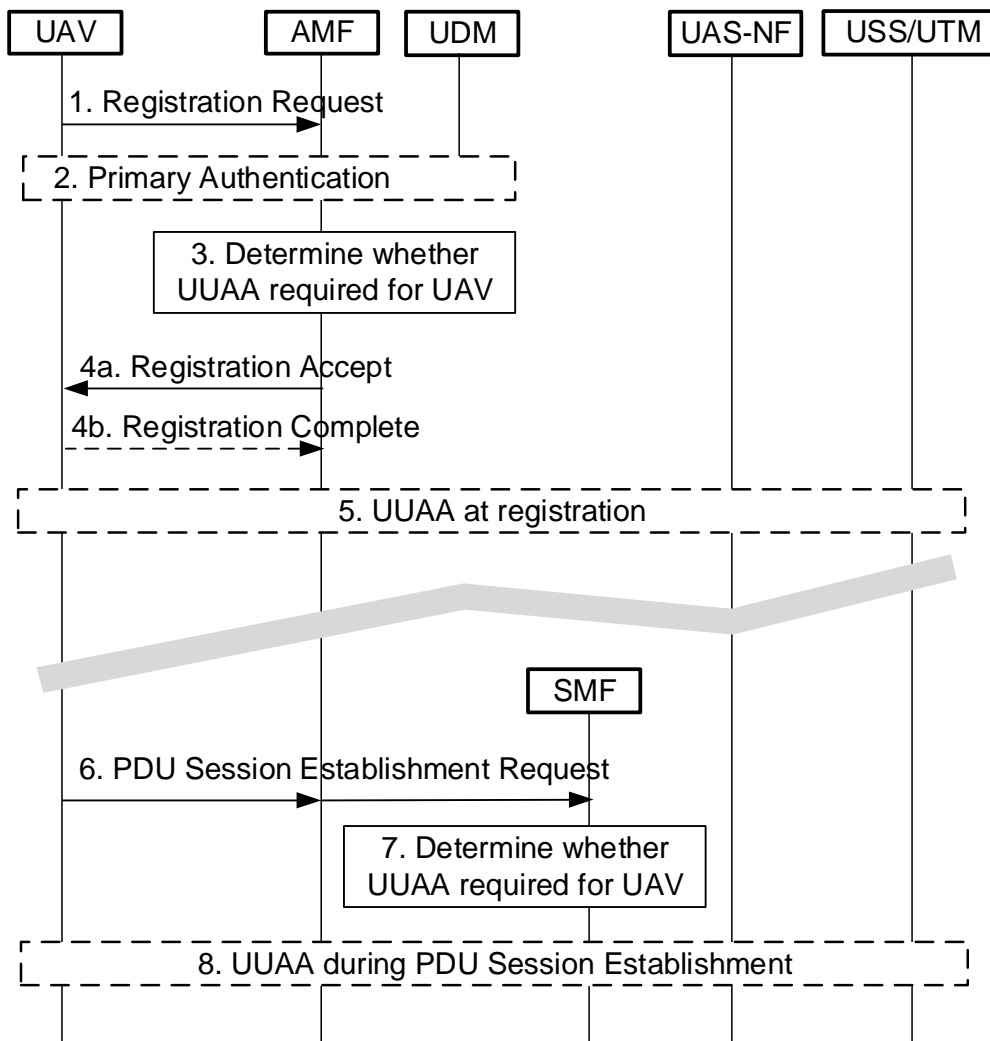 UAV
AMF
UDM
UAS-NF
USS/UTM
1. Registration Request
2. Primary Authentication
3. Determine whether
UUAA required for UAV
4a. Registration Accept
4b. Registration Complete
5. UUAA at registration
SMF
6. PDU Session Establishment Request
7. Determine whether
UUAA required for UAV
8. UUAA during PDU Session Establishment